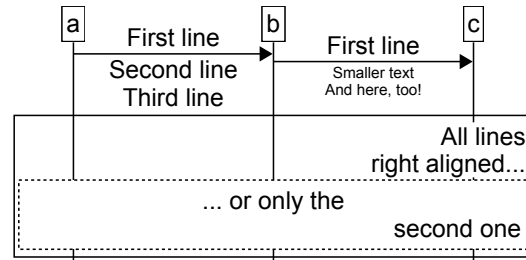 a b c
First line First line
Second line
Smaller text
Third line
And here, too!
All lines
right aligned...
... or only the
second one